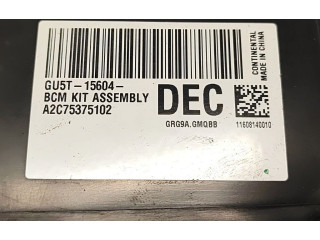 GU5T-15604-
BCM KIT ASSEMBLY
A2C75375102
DEC
GRG9A.GMQBB
11608140010
CONTINENTAL
MADE IN CHINA